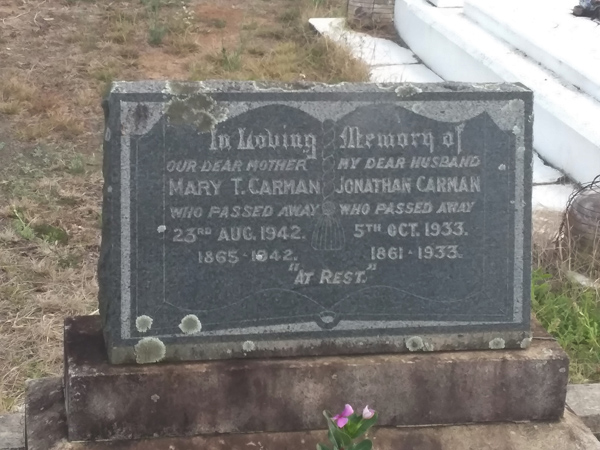 In Loving Memory of
OUR DEAR MOTHER
MARY T. CARMAN
WHO PASSED AWAY
23RD AUG. 1942.
1865-1942.
MY DEAR HUSBAND
JONATHAN CARMAN
WHO PASSED AWAY
5TH OCT. 1933.
1861-1933.
"AT REST."